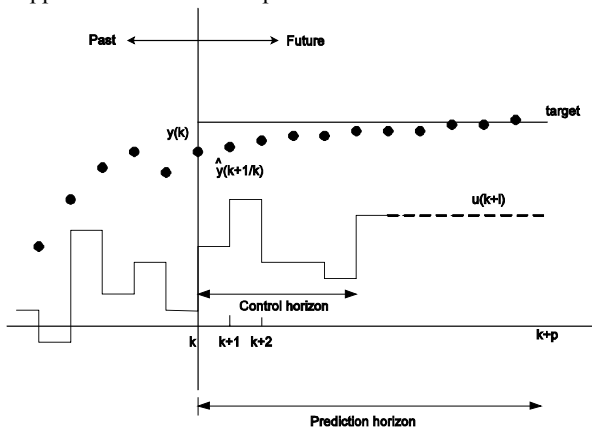 Past
Future
target
y(k)
^
y(k+1/k)
u(k+l)
Control horizon
k
k+1
k+2
k+p
Prediction horizon